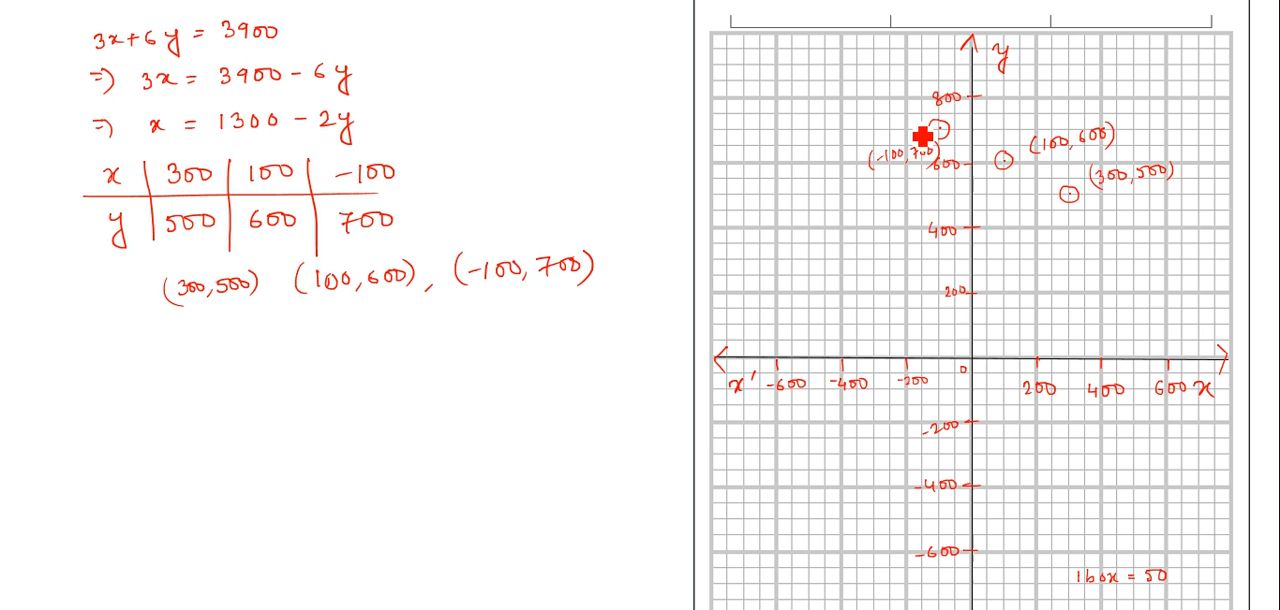 3x + 6y = 3900
⇒ 3x = 3900 - 6y
⇒ x = 1300 - 2y
x | 300 | 100 | -100
y | 500 | 600 | 700
(300,500) (100,600), (-100,700)
y
800
(100,600)
(-100,700)
600
(300,500)
400
200
x' -600 -400 -200 0 200 400 600 x
-200
-400
-600
1 box = 50